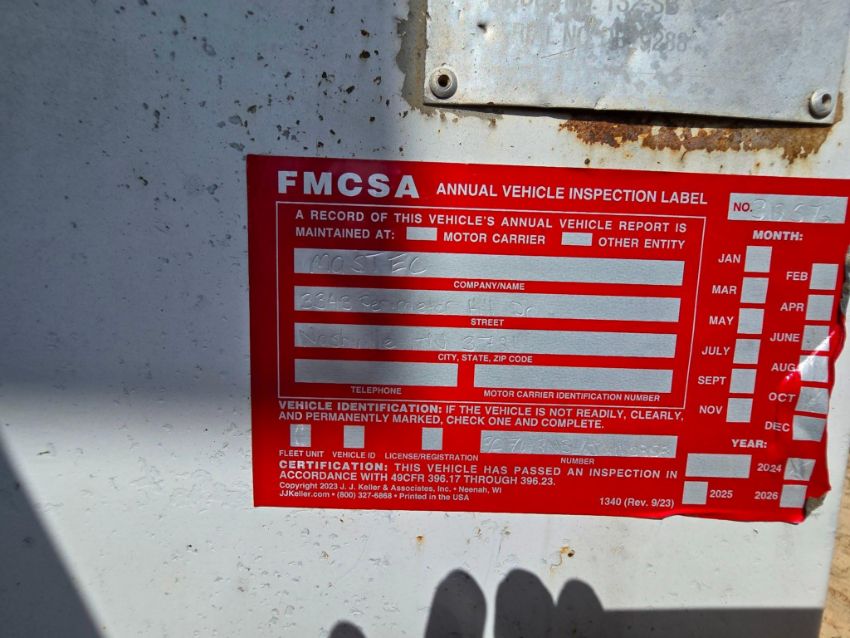 FMCSA ANNUAL VEHICLE INSPECTION LABEL
NO.
A RECORD OF THIS VEHICLE'S ANNUAL VEHICLE REPORT IS
MAINTAINED AT: MOTOR CARRIER OTHER ENTITY
MOSTEC
COMPANY/NAME
STREET
Nashville TN
CITY, STATE, ZIP CODE
TELEPHONE MOTOR CARRIER IDENTIFICATION NUMBER
VEHICLE IDENTIFICATION: IF THE VEHICLE IS NOT READILY, CLEARLY,
AND PERMANENTLY MARKED, CHECK ONE AND COMPLETE.
FLEET UNIT VEHICLE ID LICENSE/REGISTRATION NUMBER
CERTIFICATION: THIS VEHICLE HAS PASSED AN INSPECTION IN
ACCORDANCE WITH 49CFR 396.17 THROUGH 396.23.
Copyright 2023 J. J. Keller & Associates, Inc. • Neenah, WI
JJKeller.com • (800) 327-6868 • Printed in the USA
1340 (Rev. 9/23)
MONTH:
JAN FEB
MAR APR
MAY JUNE
JULY AUG
SEPT OCT
NOV DEC
YEAR:
2024
2025 2026